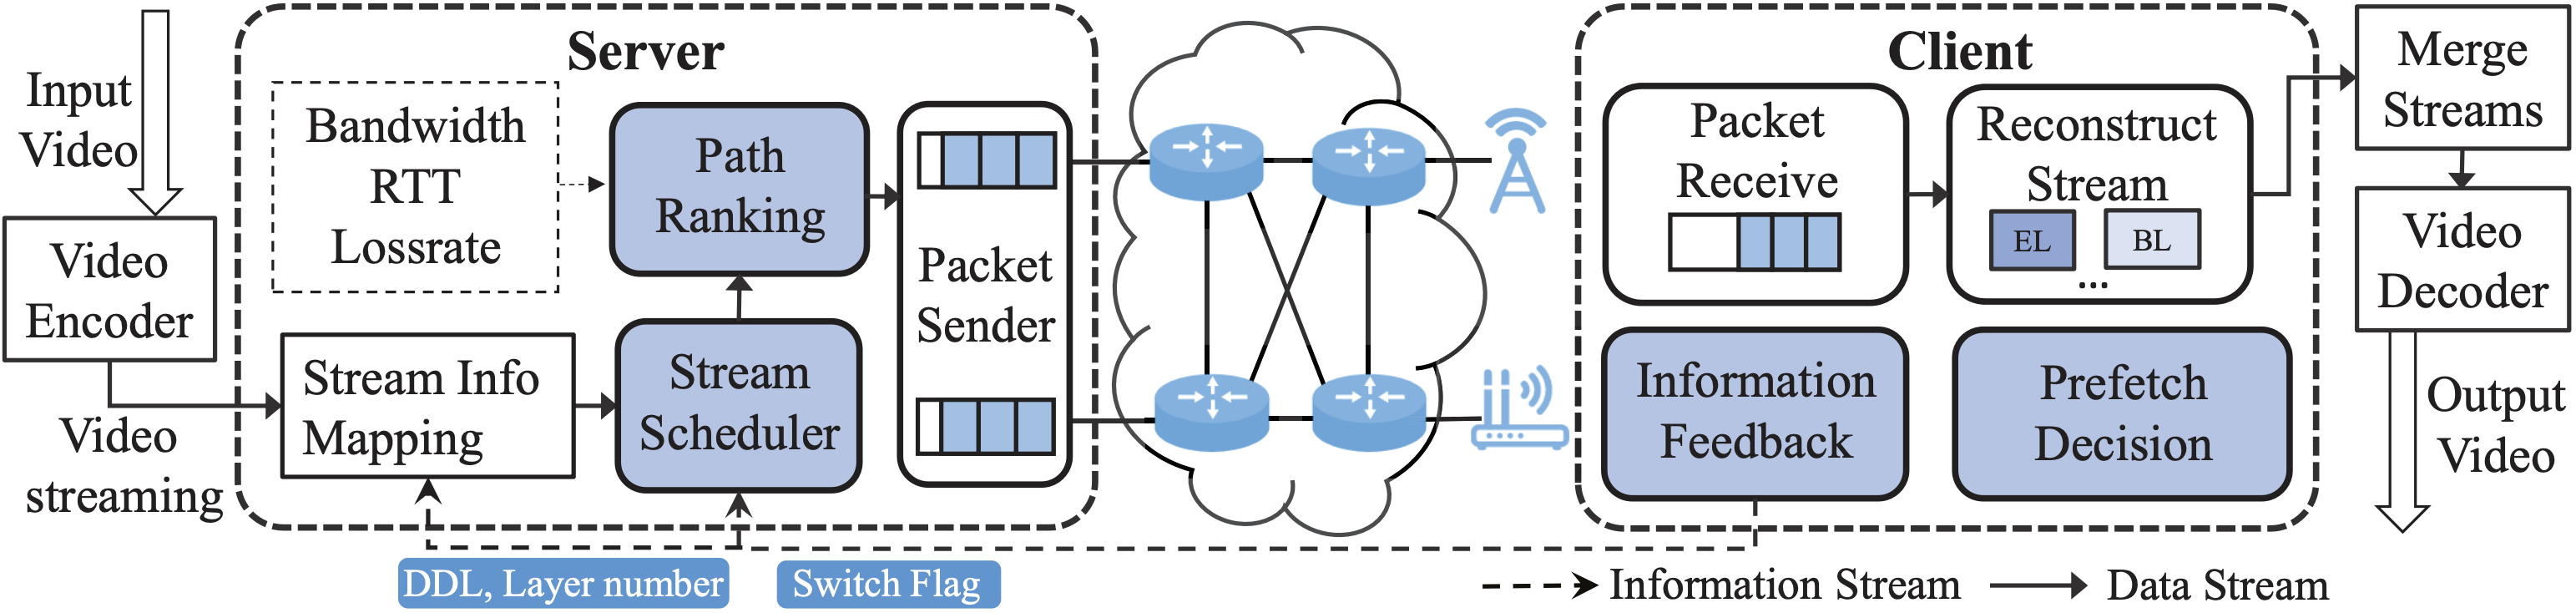 Input
Video
Video
Encoder
Video
streaming
Server
Bandwidth
RTT
Lossrate
Path
Ranking
Stream Info
Mapping
Stream
Scheduler
Packet
Sender
DDL, Layer number
Switch Flag
Client
Packet
Receive
Reconstruct
Stream
EL
BL
...
Information
Feedback
Prefetch
Decision
Merge
Streams
Video
Decoder
Output
Video
Information Stream
Data Stream